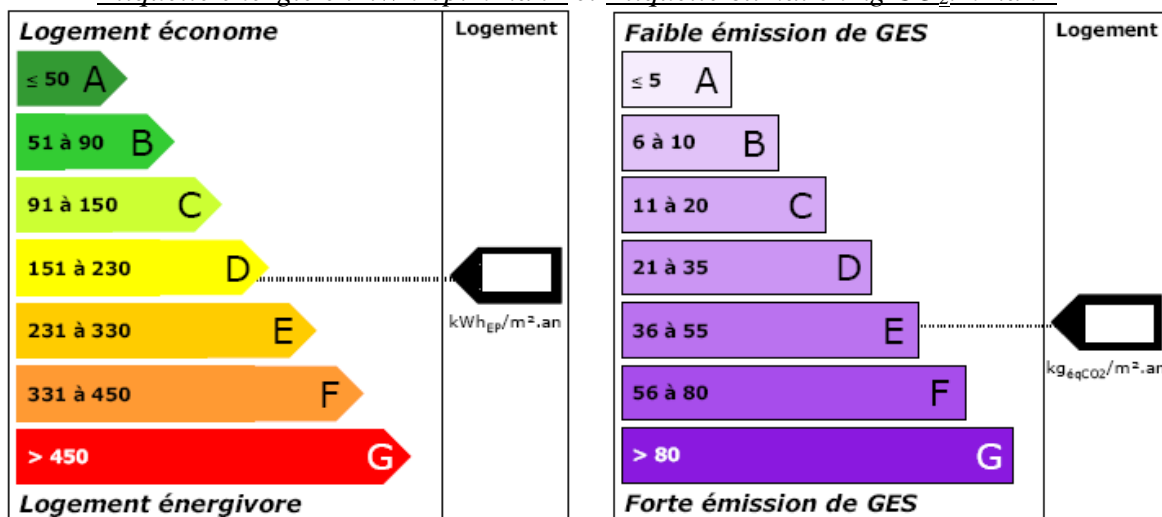 Logement économe
Logement
≤ 50 A
51 à 90 B
91 à 150 C
151 à 230 D
231 à 330 E
331 à 450 F
> 450 G
kWhEP/m².an
Logement énergivore
Faible émission de GES
Logement
≤ 5 A
6 à 10 B
11 à 20 C
21 à 35 D
36 à 55 E
56 à 80 F
> 80 G
kgéqCO2/m².an
Forte émission de GES